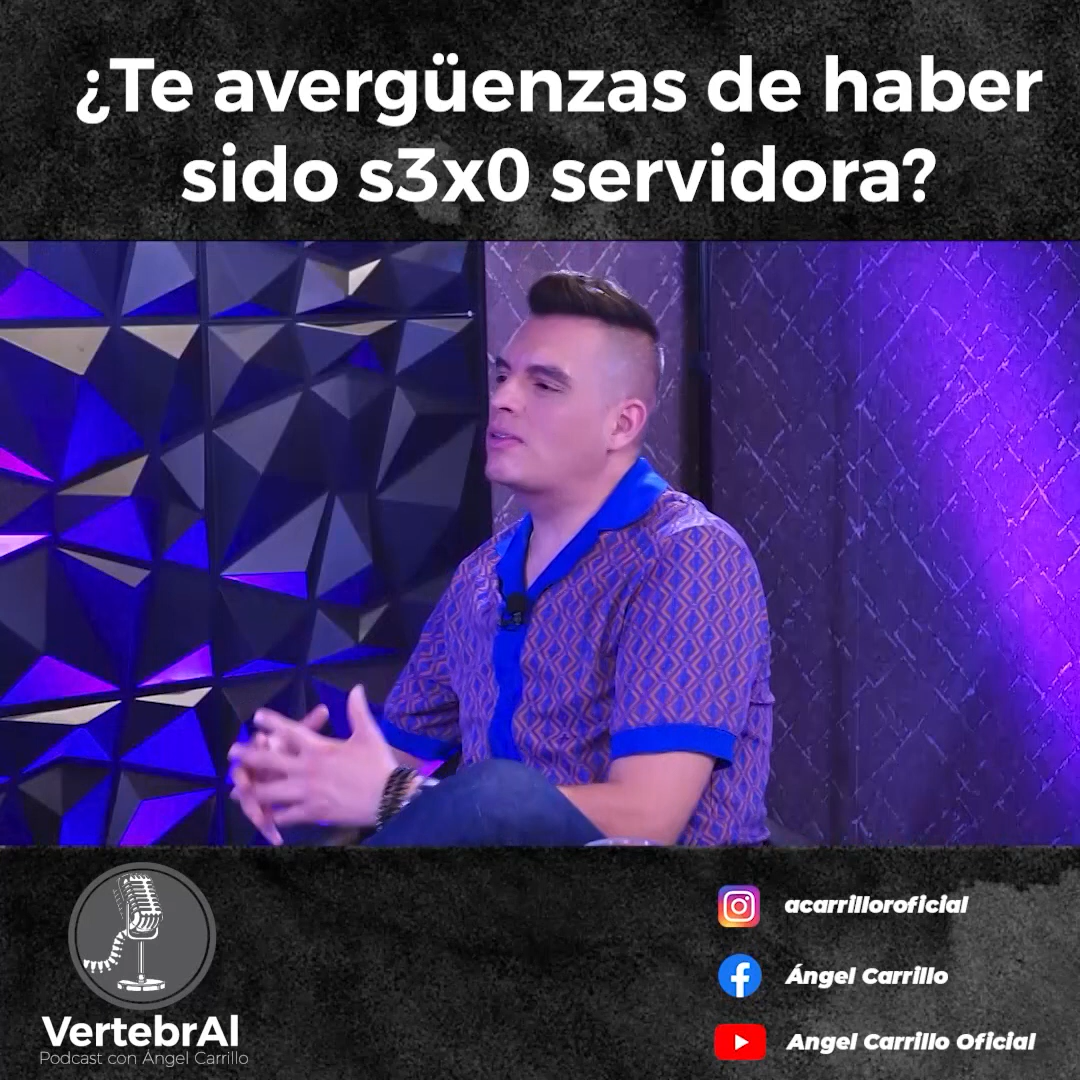 ¿Te avergüenzas de haber
sido s3x0 servidora?
acarrilloroficial
Ángel Carrillo
Angel Carrillo Oficial
VertebrAl
Podcast con Ángel Carrillo